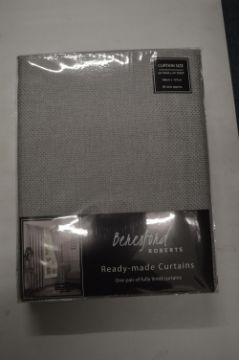 CURTAIN SIZE
Beresford
ROBERTS
Ready-made Curtains
One pair of fully lined curtains